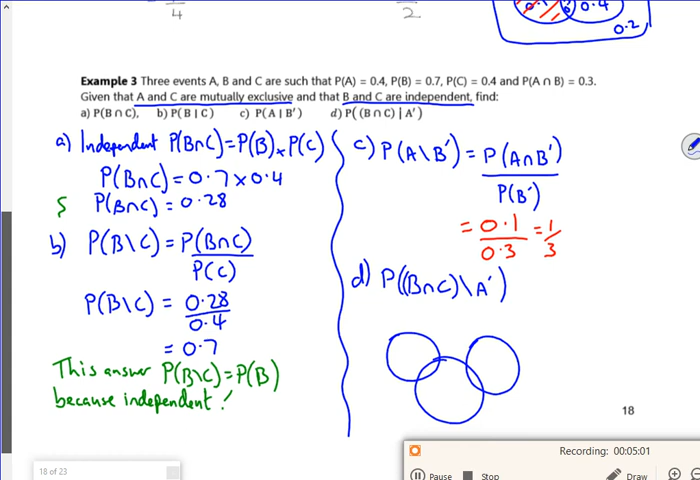 4
2
0.4
0.2
Example 3 Three events A, B and C are such that P(A) = 0.4, P(B) = 0.7, P(C) = 0.4 and P(A ∩ B) = 0.3.
Given that A and C are mutually exclusive and that B and C are independent, find:
a) P(B ∩ C), b) P(B | C) c) P(A | B′) d) P( (B ∩ C) | A′)
a) Independent P(B∩C) = P(B) × P(C)
P(B∩C) = 0.7 × 0.4
P(B∩C) = 0.28
b) P(B\C) = P(B∩C)
P(C)
P(B\C) = 0.28
0.4
= 0.7
This answer P(B\C) = P(B)
because independent!
c) P(A\B′) = P(A∩B′)
P(B′)
= 0.1 = 1
0.3 3
d) P((B∩C)\A′)
18
18 of 23
Recording: 00:05:01
Pause Stop Draw